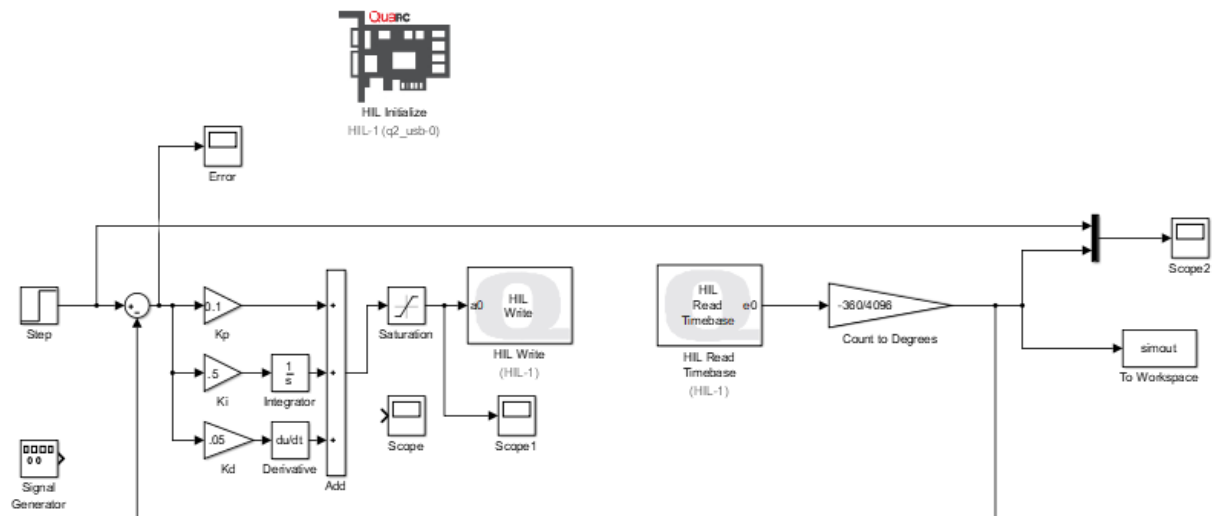 QUARC
HIL Initialize
HIL-1 (q2_usb-0)
Error
Scope2
Step
+
-
0.1
Kp
+
Saturation
a0
HIL
Write
HIL Write
(HIL-1)
HIL
Read
Timebase
e0
HIL Read
Timebase
(HIL-1)
-360/4096
Count to Degrees
simout
To Workspace
.5
Ki
1
s
Integrator
+
Scope
Scope1
.05
Kd
du/dt
Derivative
+
Add
Signal
Generator